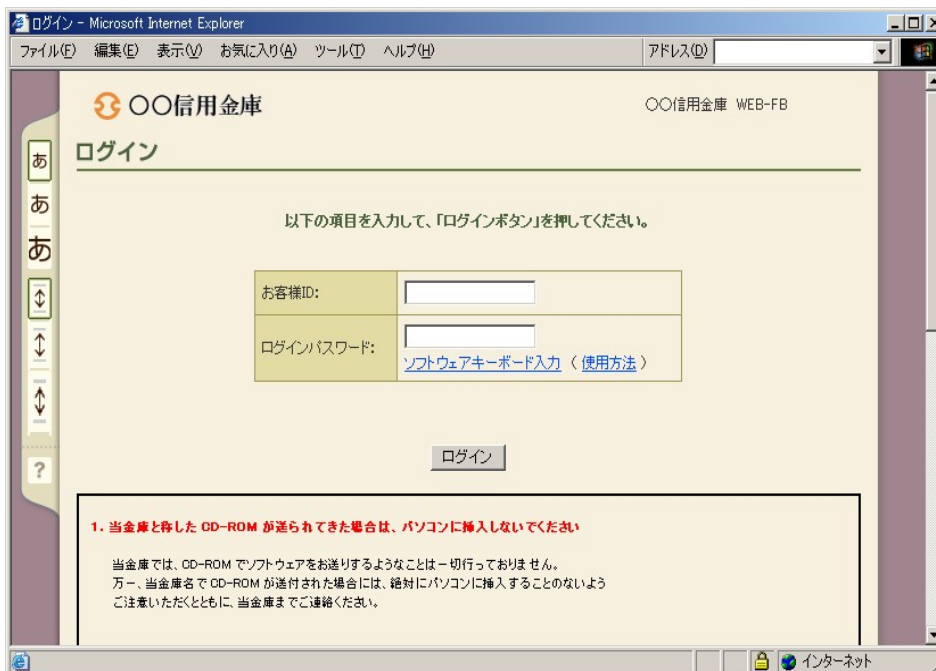 ログイン - Microsoft Internet Explorer
ファイル(F) 編集(E) 表示(V) お気に入り(A) ツール(T) ヘルプ(H) アドレス(D)
〇〇信用金庫
〇〇信用金庫 WEB-FB
ログイン
あ
あ
あ
?
以下の項目を入力して、「ログインボタン」を押してください。
お客様ID:
ログインパスワード:
ソフトウェアキーボード入力 ( 使用方法 )
ログイン
1. 当金庫と称した CD-ROM が送られてきた場合は、パソコンに挿入しないでください
当金庫では、CD-ROM でソフトウェアをお送りするようなことは一切行っておりません。
万一、当金庫名で CD-ROM が送付された場合には、絶対にパソコンに挿入することのないよう
ご注意いただくとともに、当金庫までご連絡ください。
インターネット